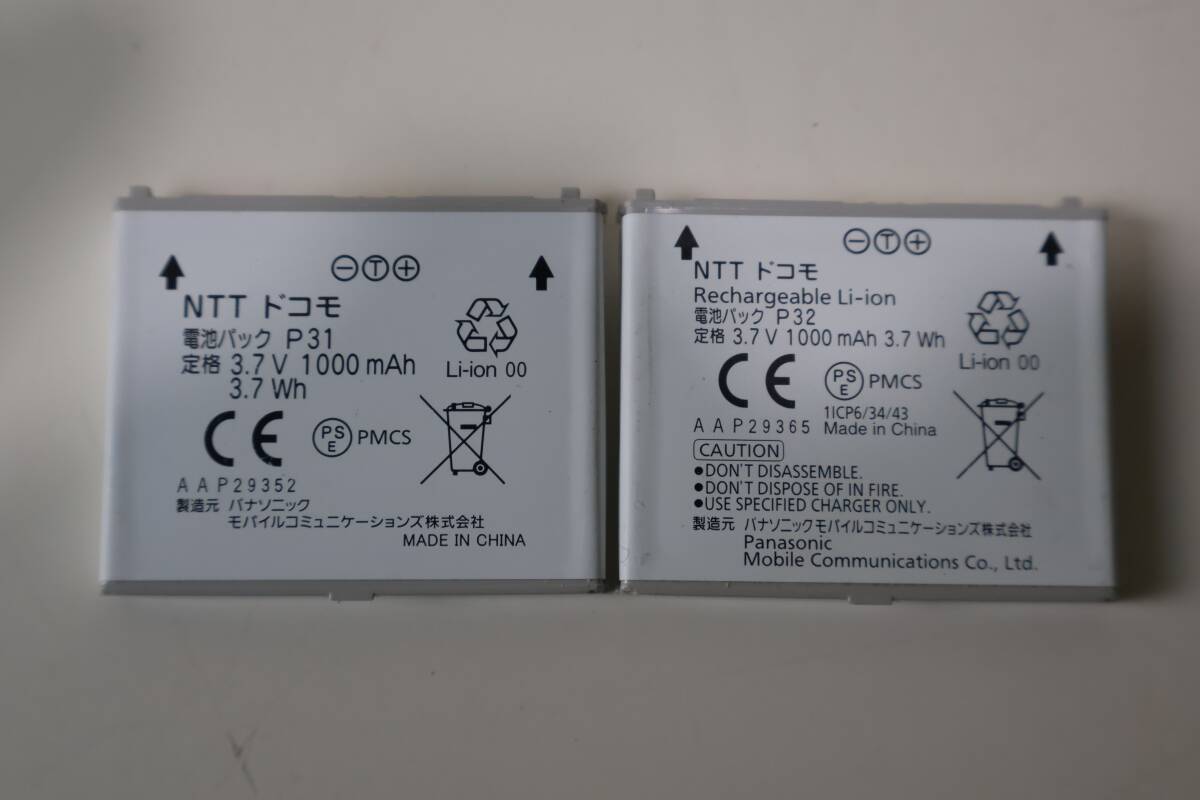 ⊖Ⓣ⊕
NTT ドコモ
電池パック P31
定格 3.7 V 1000 mAh
3.7 Wh
Li-ion 00
CE PSE PMCS
AAP29352
製造元 パナソニック
モバイルコミュニケーションズ株式会社
MADE IN CHINA
⊖Ⓣ⊕
NTT ドコモ
Rechargeable Li-ion
電池パック P32
定格 3.7 V 1000 mAh 3.7 Wh
Li-ion 00
CE PSE PMCS
1ICP6/34/43
AAP29365 Made in China
CAUTION
●DON'T DISASSEMBLE.
●DON'T DISPOSE OF IN FIRE.
●USE SPECIFIED CHARGER ONLY.
製造元 パナソニックモバイルコミュニケーションズ株式会社
Panasonic
Mobile Communications Co., Ltd.